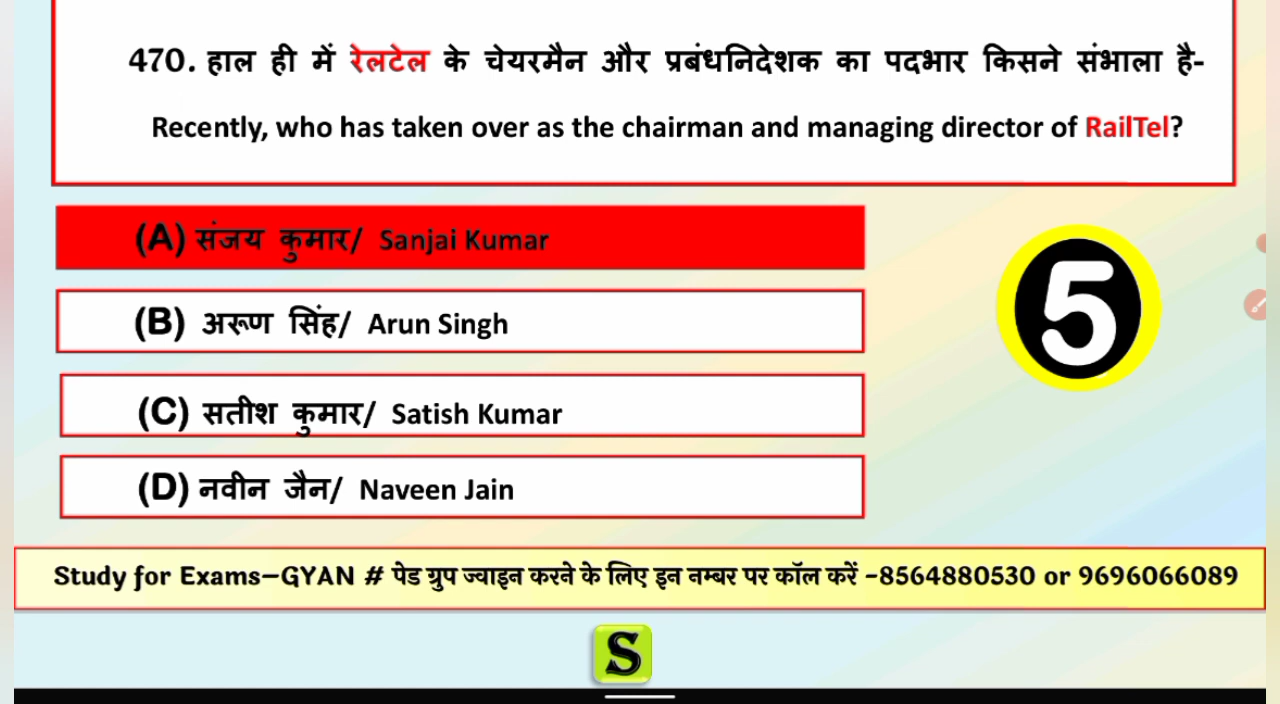 470. हाल ही में रेलटेल के चेयरमैन और प्रबंधनिदेशक का पदभार किसने संभाला है-
Recently, who has taken over as the chairman and managing director of RailTel?
(A) संजय कुमार/ Sanjai Kumar
(B) अरूण सिंह/ Arun Singh
5
(C) सतीश कुमार/ Satish Kumar
(D) नवीन जैन/ Naveen Jain
Study for Exams-GYAN # पेड ग्रुप ज्वाइन करने के लिए इन नम्बर पर कॉल करें -8564880530 or 9696066089
S